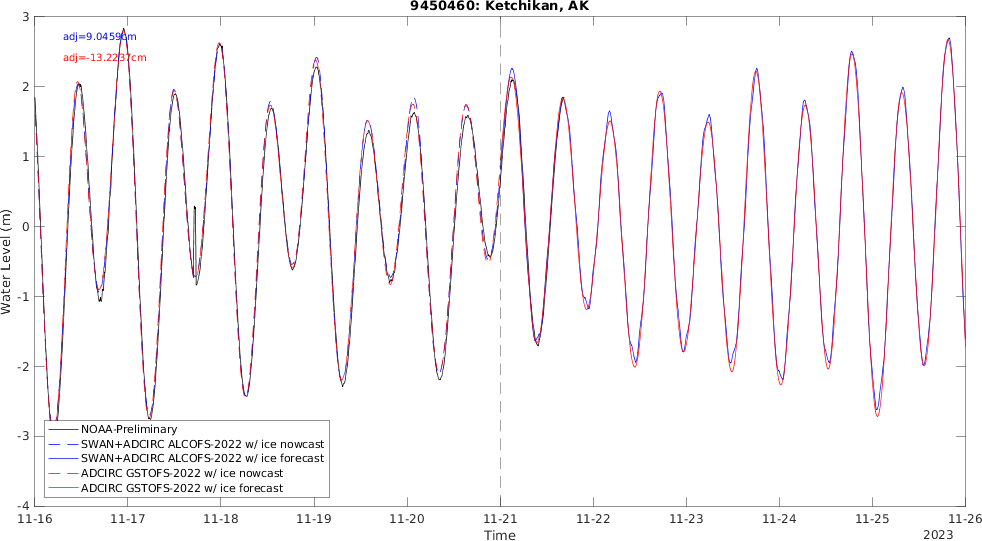 9450460: Ketchikan, AK
adj=9.0459cm
adj=-13.2237cm
3
2
1
0
-1
-2
-3
-4
Water Level (m)
NOAA-Preliminary
SWAN+ADCIRC ALCOFS-2022 w/ ice nowcast
SWAN+ADCIRC ALCOFS-2022 w/ ice forecast
ADCIRC GSTOFS-2022 w/ ice nowcast
ADCIRC GSTOFS-2022 w/ ice forecast
11-16 11-17 11-18 11-19 11-20 11-21 11-22 11-23 11-24 11-25 11-26
Time
2023